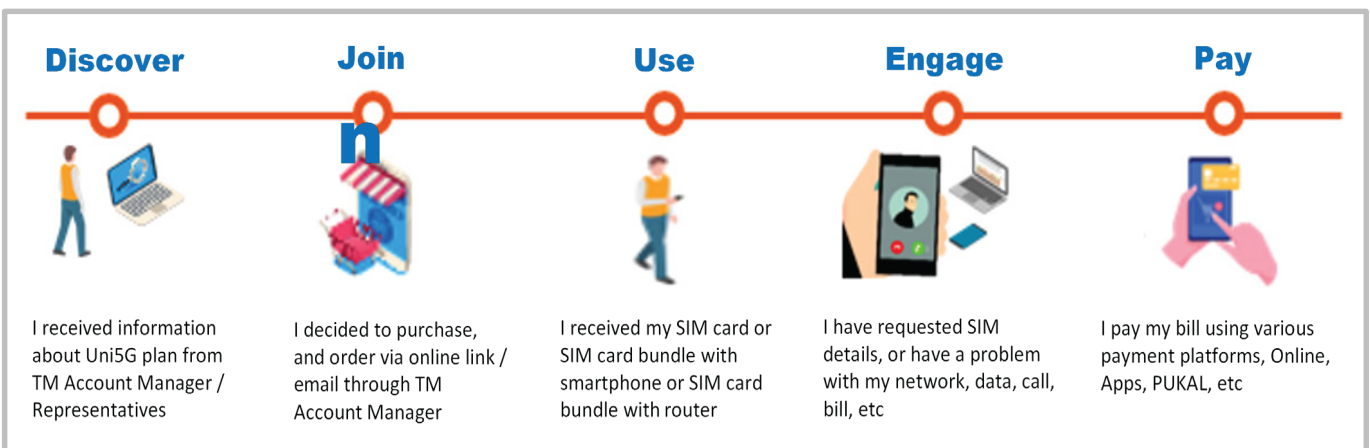 Discover
Join
n
Use
Engage
Pay
I received information
about Uni5G plan from
TM Account Manager /
Representatives
I decided to purchase,
and order via online link /
email through TM
Account Manager
I received my SIM card or
SIM card bundle with
smartphone or SIM card
bundle with router
I have requested SIM
details, or have a problem
with my network, data, call,
bill, etc
I pay my bill using various
payment platforms, Online,
Apps, PUKAL, etc